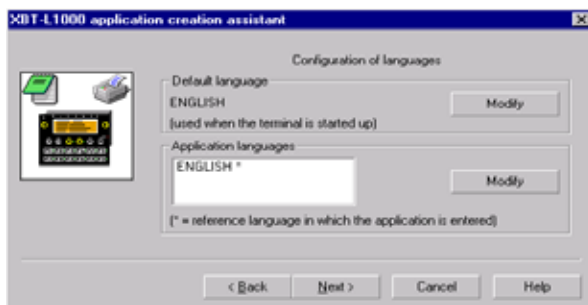 XBT-L1000 application creation assistant
Configuration of languages
Default language
ENGLISH
Modify
(used when the terminal is started up)
Application languages
ENGLISH *
Modify
(* = reference language in which the application is entered)
< Back
Next >
Cancel
Help